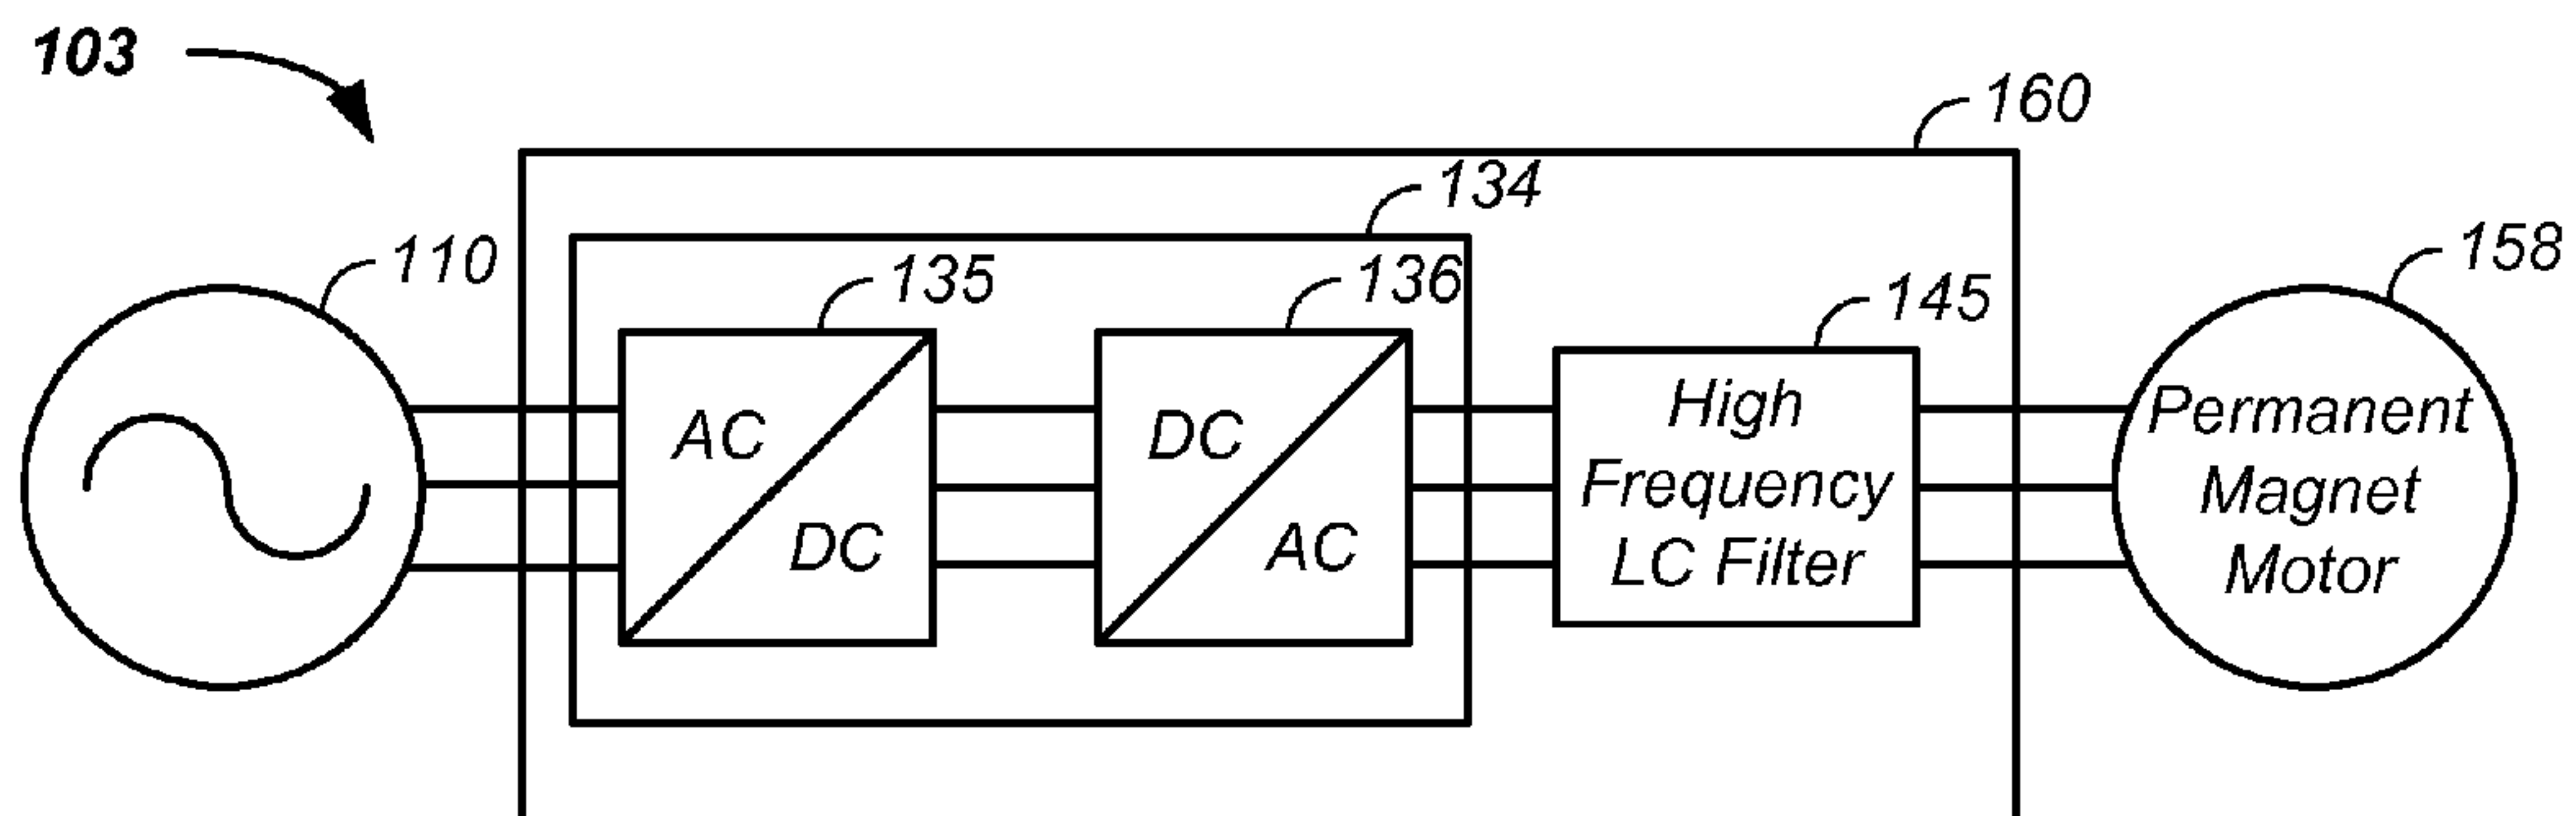 103
160
134
110
135
136
145
158
AC
DC
DC
AC
High
Frequency
LC Filter
Permanent
Magnet
Motor